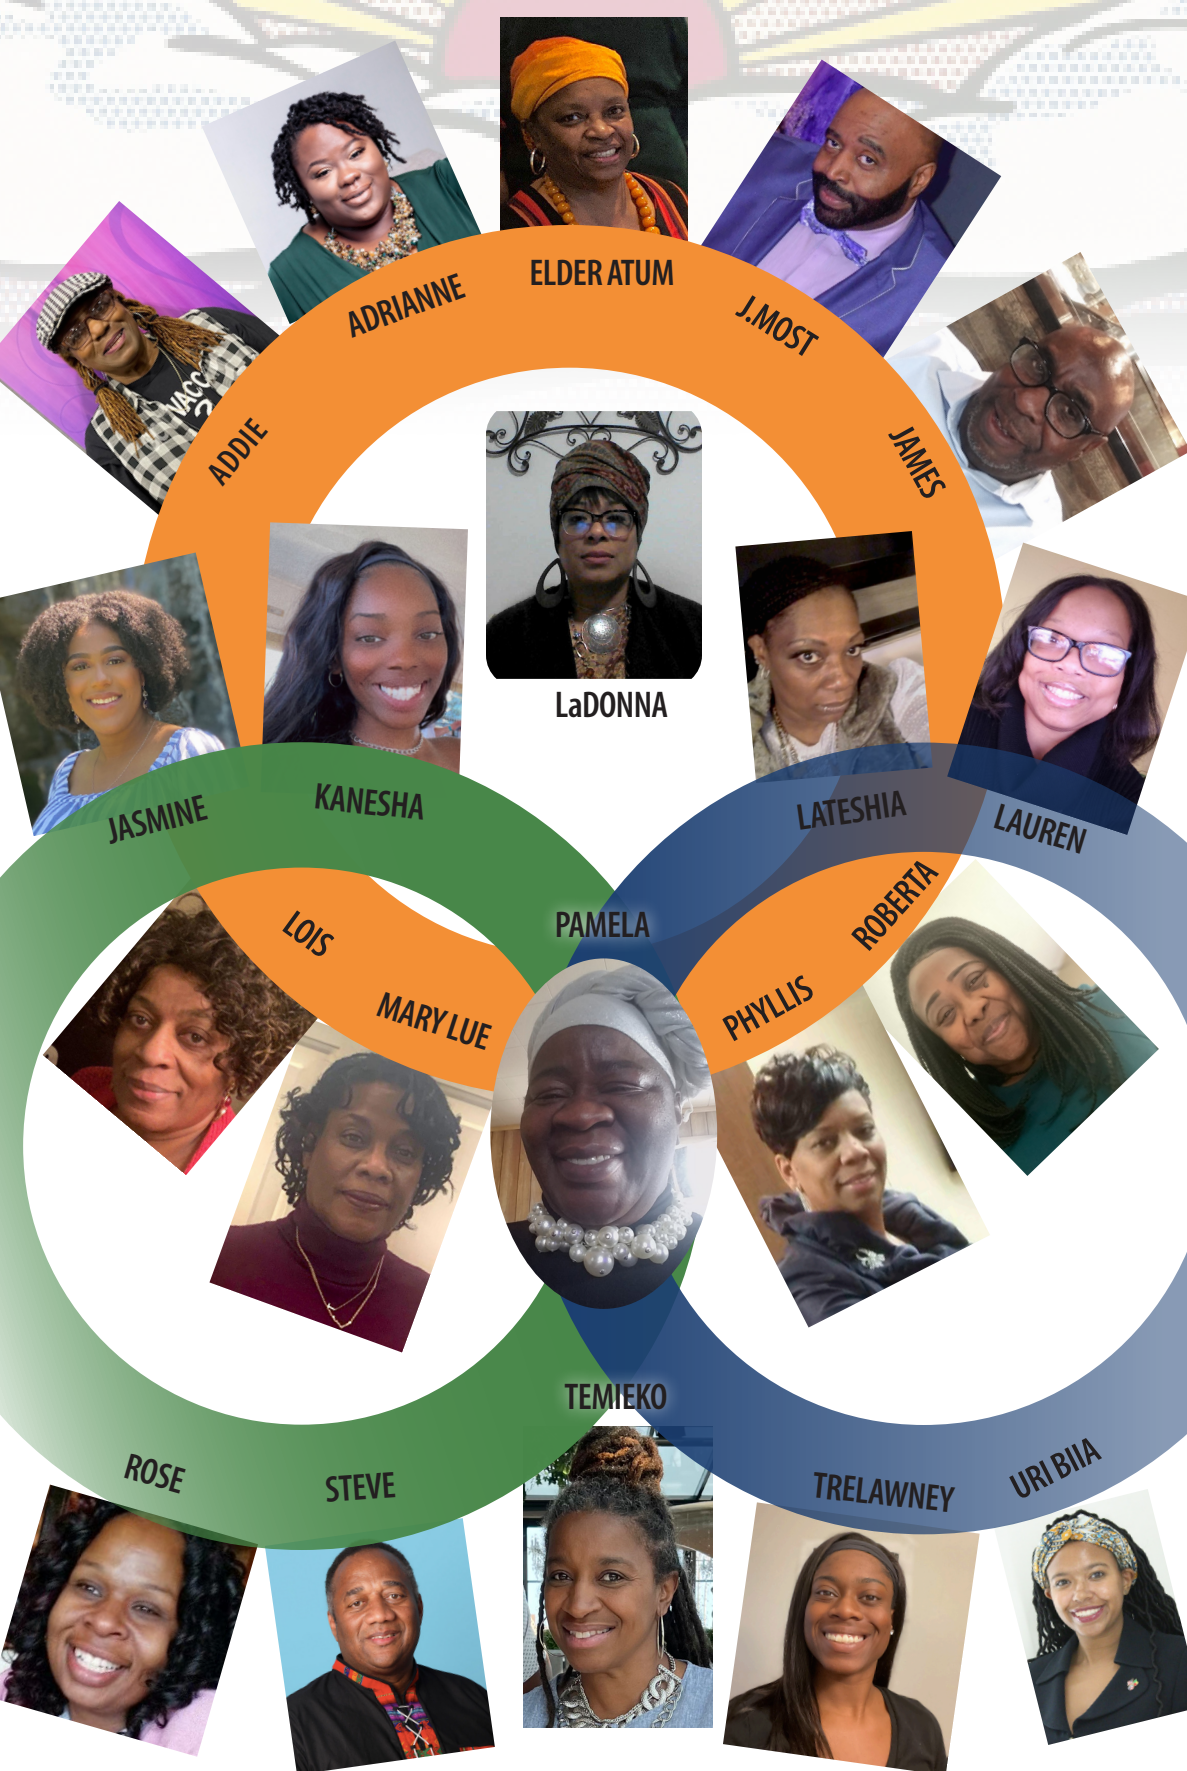 ELDER ATUM
ADRIANNE
J.MOST
ADDIE
JAMES
VACC
LaDONNA
JASMINE
KANESHA
LATESHIA
LAUREN
LOIS
PAMELA
ROBERTA
MARY LUE
PHYLLIS
TEMIEKO
ROSE
STEVE
TRELAWNEY
URI BIIA